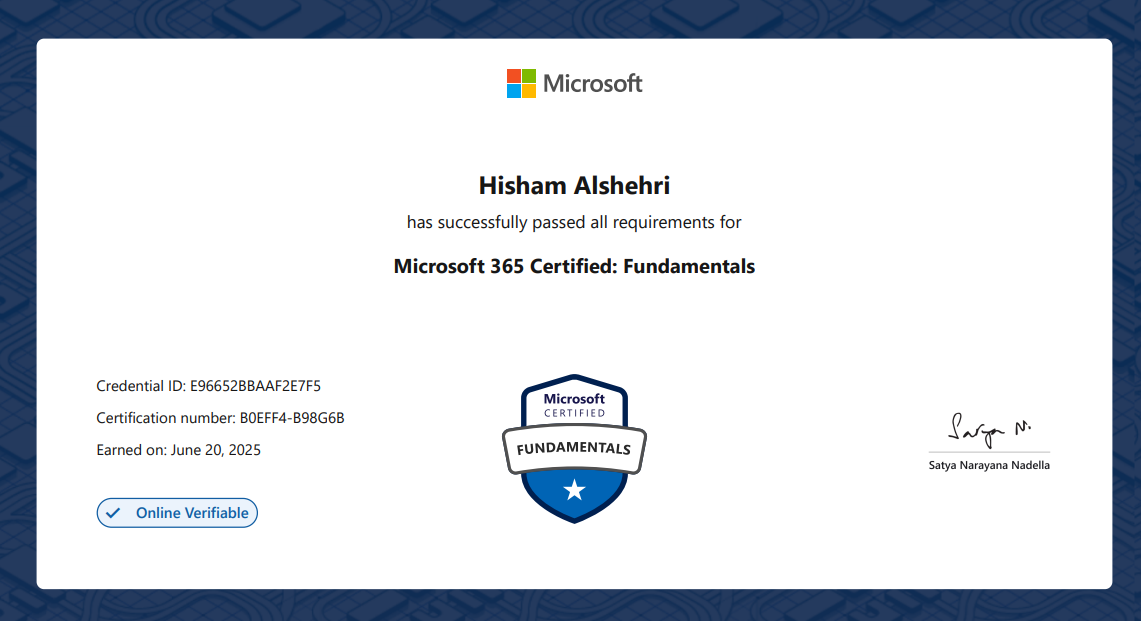 Microsoft
Hisham Alshehri
has successfully passed all requirements for
Microsoft 365 Certified: Fundamentals
Credential ID: E96652BBAAF2E7F5
Certification number: B0EFF4-B98G6B
Earned on: June 20, 2025
Online Verifiable
Microsoft
CERTIFIED
FUNDAMENTALS
Satya N.
Satya Narayana Nadella